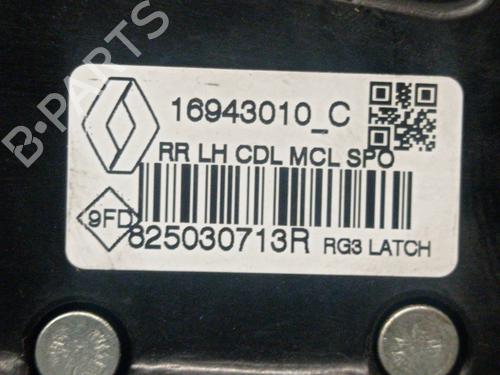 B-PARTS
16943010_C
RR LH CDL MCL SPO
9FD
825030713R RG3 LATCH